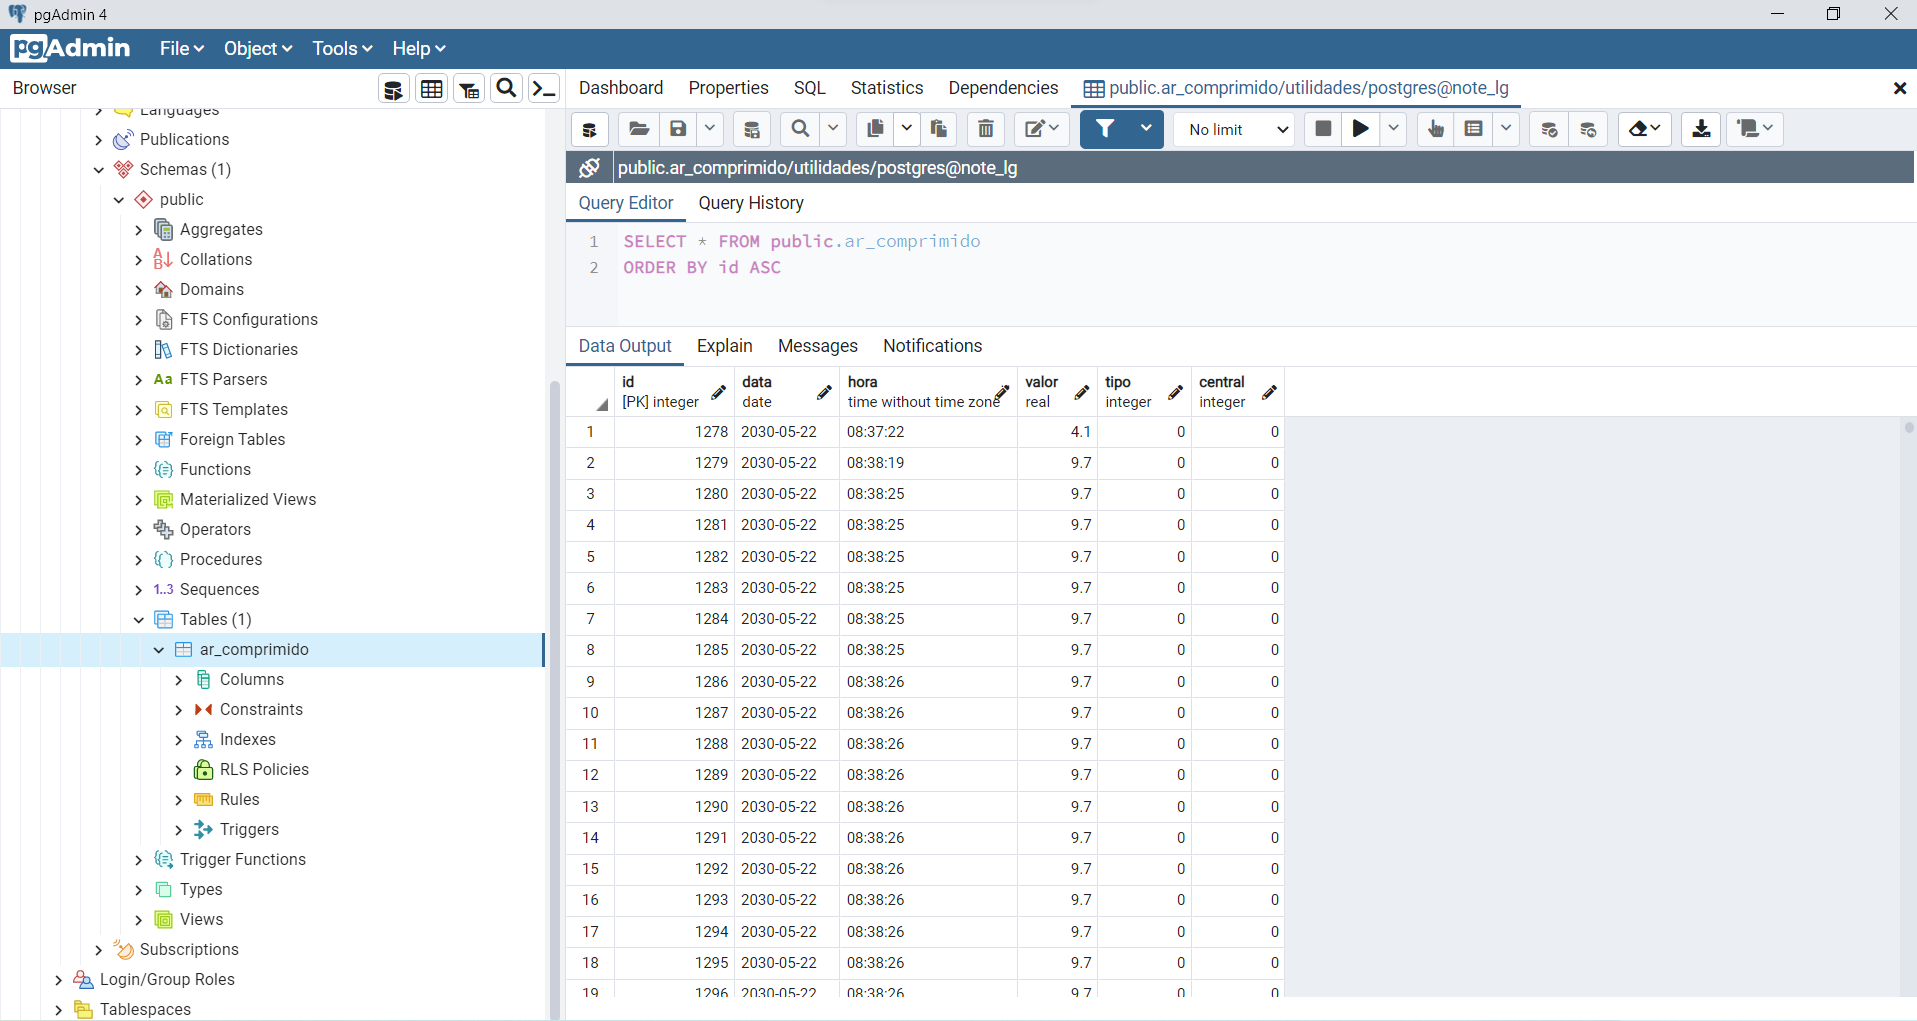 pgAdmin 4
pgAdmin File Object Tools Help
Browser
Dashboard Properties SQL Statistics Dependencies public.ar_comprimido/utilidades/postgres@note_lg
No limit
public.ar_comprimido/utilidades/postgres@note_lg
Query Editor Query History
1 SELECT * FROM public.ar_comprimido
2 ORDER BY id ASC
Languages
Publications
Schemas (1)
public
Aggregates
Collations
Domains
FTS Configurations
FTS Dictionaries
Aa FTS Parsers
FTS Templates
Foreign Tables
Functions
Materialized Views
Operators
Procedures
1..3 Sequences
Tables (1)
ar_comprimido
Columns
Constraints
Indexes
RLS Policies
Rules
Triggers
Trigger Functions
Types
Views
Subscriptions
Login/Group Roles
Tablespaces
Data Output Explain Messages Notifications
id data hora valor tipo central
[PK] integer date time without time zone real integer integer
1 1278 2030-05-22 08:37:22 4.1 0 0
2 1279 2030-05-22 08:38:19 9.7 0 0
3 1280 2030-05-22 08:38:25 9.7 0 0
4 1281 2030-05-22 08:38:25 9.7 0 0
5 1282 2030-05-22 08:38:25 9.7 0 0
6 1283 2030-05-22 08:38:25 9.7 0 0
7 1284 2030-05-22 08:38:25 9.7 0 0
8 1285 2030-05-22 08:38:25 9.7 0 0
9 1286 2030-05-22 08:38:26 9.7 0 0
10 1287 2030-05-22 08:38:26 9.7 0 0
11 1288 2030-05-22 08:38:26 9.7 0 0
12 1289 2030-05-22 08:38:26 9.7 0 0
13 1290 2030-05-22 08:38:26 9.7 0 0
14 1291 2030-05-22 08:38:26 9.7 0 0
15 1292 2030-05-22 08:38:26 9.7 0 0
16 1293 2030-05-22 08:38:26 9.7 0 0
17 1294 2030-05-22 08:38:26 9.7 0 0
18 1295 2030-05-22 08:38:26 9.7 0 0
19 1296 2030-05-22 08:38:26 9.7 0 0